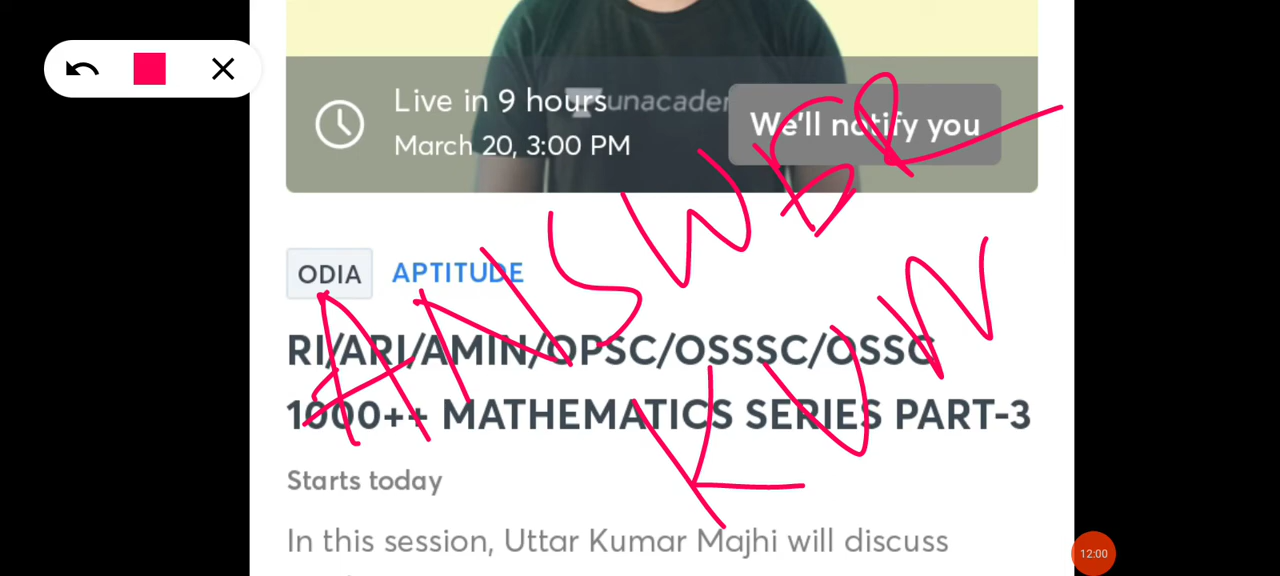 Live in 9 hours
unacademy
March 20, 3:00 PM
We'll notify you
ANSWER
ODIA APTITUDE
KUN
RI/ARI/AMIN/OPSC/OSSSC/OSSC
1000++ MATHEMATICS SERIES PART-3
Starts today
In this session, Uttar Kumar Majhi will discuss
12:00